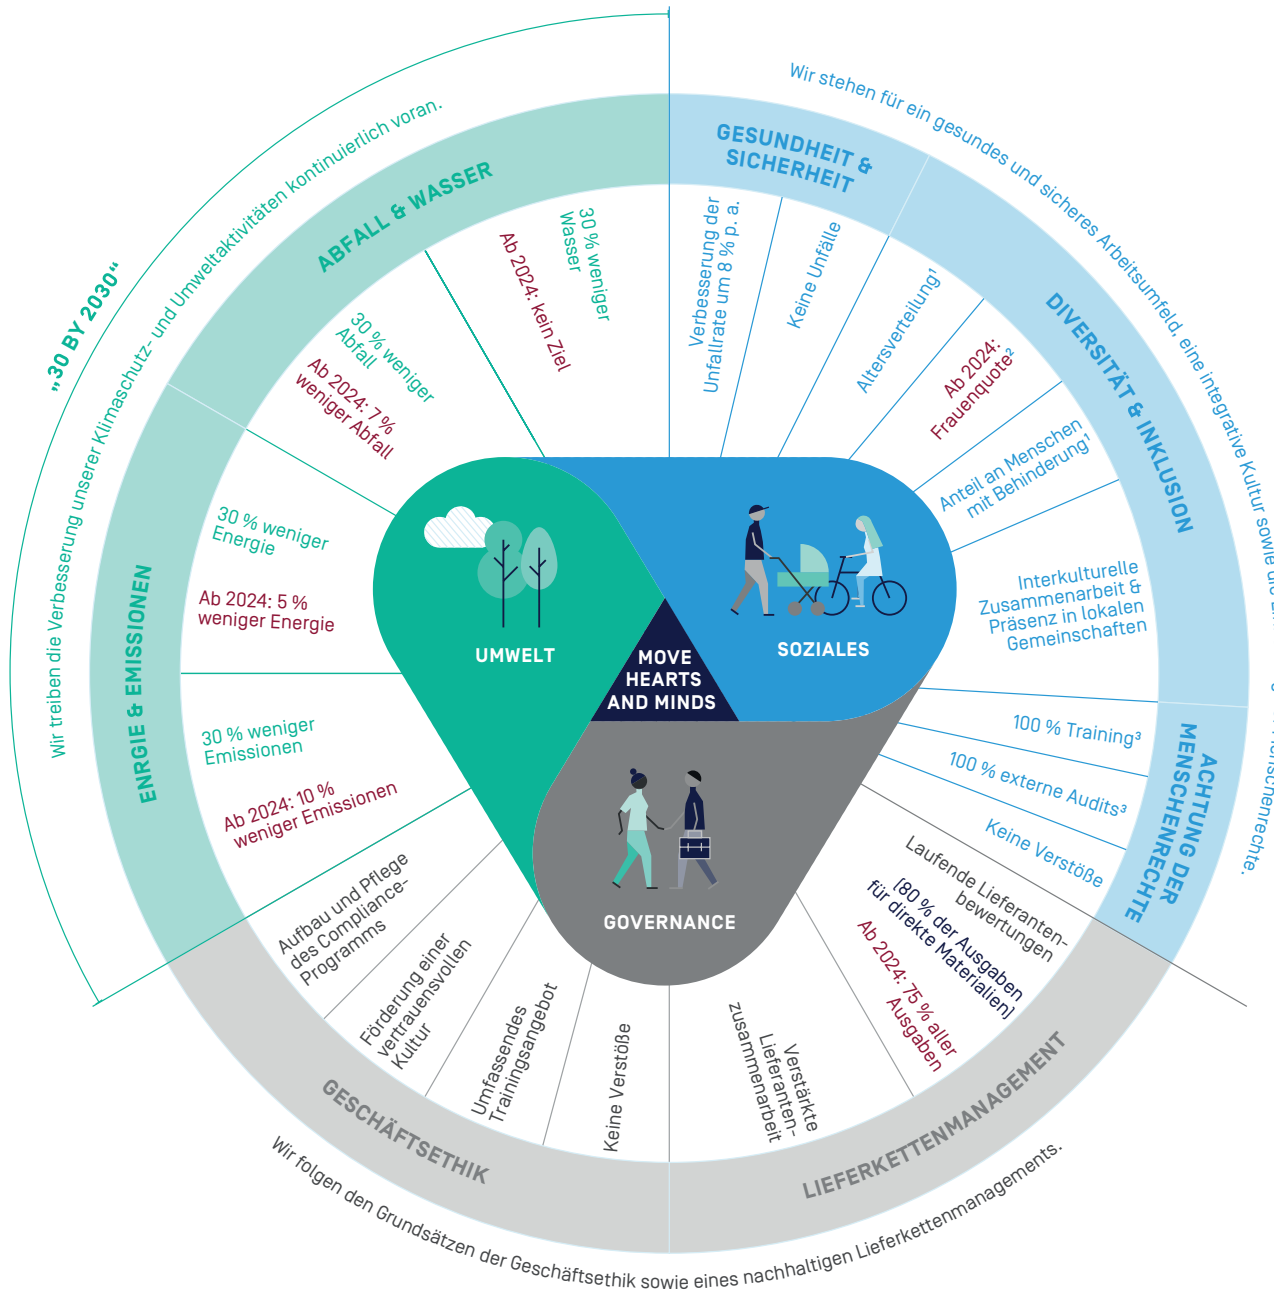 „30 BY 2030“
Wir treiben die Verbesserung unserer Klimaschutz- und Umweltaktivitäten kontinuierlich voran.
ABFALL & WASSER
30 % weniger
Abfall
Ab 2024: 7 %
weniger Abfall
30 % weniger
Wasser
Ab 2024: kein Ziel
ENRGIE & EMISSIONEN
30 % weniger
Energie
Ab 2024: 5 %
weniger Energie
30 % weniger
Emissionen
Ab 2024: 10 %
weniger Emissionen
Wir stehen für ein gesundes und sicheres Arbeitsumfeld, eine integrative Kultur sowie
GESUNDHEIT &
SICHERHEIT
Verbesserung der
Unfallrate um 8 % p. a.
Keine Unfälle
DIVERSITÄT & INKLUSION
Altersverteilung¹
Ab 2024:
Frauenquote²
Anteil an Menschen
mit Behinderung¹
Interkulturelle
Zusammenarbeit &
Präsenz in lokalen
Gemeinschaften
ACHTUNG DER
MENSCHENRECHTE
100 % Training³
100 % externe Audits³
Keine Verstöße
UMWELT
SOZIALES
MOVE
HEARTS
AND MINDS
GOVERNANCE
Laufende Lieferanten-
bewertungen
[80 % der Ausgaben
für direkte Materialien]
Ab 2024: 75 % aller
Ausgaben
Verstärkte
Lieferanten-
zusammenarbeit
LIEFERKETTENMANAGEMENT
Aufbau und Pflege
des Compliance-
Programms
Förderung einer
vertrauensvollen
Kultur
Umfassendes
Trainingsangebot
Keine Verstöße
GESCHÄFTSETHIK
Wir folgen den Grundsätzen der Geschäftsethik sowie eines nachhaltigen Lieferkettenmanagements.